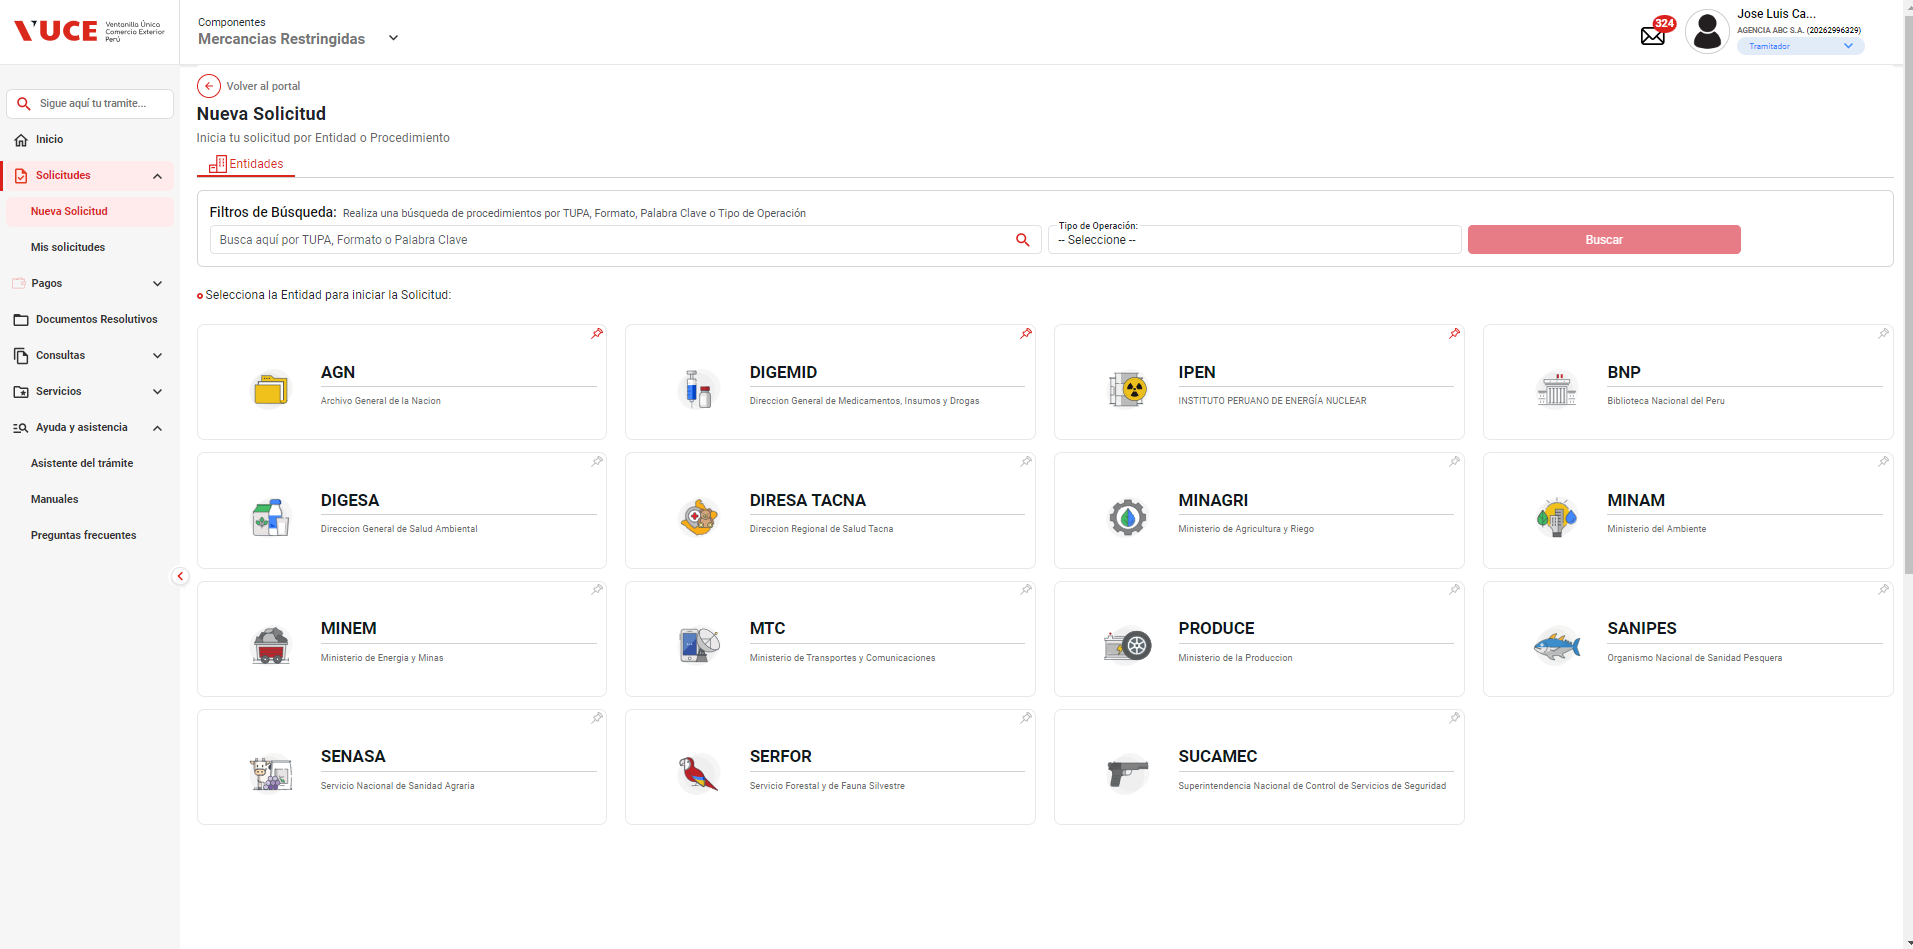 VUCE
Ventanilla Única
Comercio Exterior
Perú
Componentes
Mercancias Restringidas
324
Jose Luis Ca...
AGENCIA ABC S.A. (20262996329)
Tramitador
Sigue aquí tu tramite...
Inicio
Solicitudes
Nueva Solicitud
Mis solicitudes
Pagos
Documentos Resolutivos
Consultas
Servicios
Ayuda y asistencia
Asistente del trámite
Manuales
Preguntas frecuentes
Volver al portal
Nueva Solicitud
Inicia tu solicitud por Entidad o Procedimiento
Entidades
Filtros de Búsqueda: Realiza una búsqueda de procedimientos por TUPA, Formato, Palabra Clave o Tipo de Operación
Busca aquí por TUPA, Formato o Palabra Clave
Tipo de Operación:
-- Seleccione --
Buscar
Selecciona la Entidad para iniciar la Solicitud:
AGN
Archivo General de la Nacion
DIGEMID
Direccion General de Medicamentos, Insumos y Drogas
IPEN
INSTITUTO PERUANO DE ENERGÍA NUCLEAR
BNP
Biblioteca Nacional del Peru
DIGESA
Direccion General de Salud Ambiental
DIRESA TACNA
Direccion Regional de Salud Tacna
MINAGRI
Ministerio de Agricultura y Riego
MINAM
Ministerio del Ambiente
MINEM
Ministerio de Energia y Minas
MTC
Ministerio de Transportes y Comunicaciones
PRODUCE
Ministerio de la Produccion
SANIPES
Organismo Nacional de Sanidad Pesquera
SENASA
Servicio Nacional de Sanidad Agraria
SERFOR
Servicio Forestal y de Fauna Silvestre
SUCAMEC
Superintendencia Nacional de Control de Servicios de Seguridad